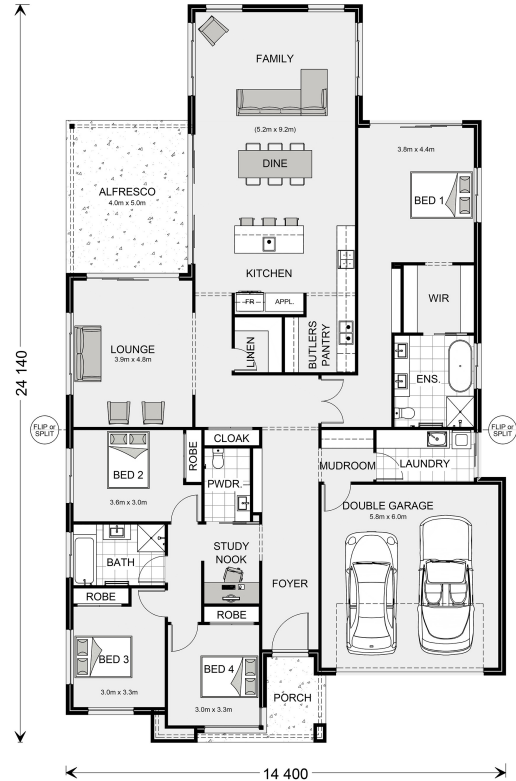 FAMILY
(5.2m x 9.2m)
DINE
3.8m x 4.4m
BED 1
ALFRESCO
4.0m x 5.0m
KITCHEN
FR
APPL.
WIR
LINEN
BUTLERS
PANTRY
LOUNGE
3.9m x 4.8m
ENS.
24 140
FLIP or
SPLIT
FLIP or
SPLIT
CLOAK
ROBE
BED 2
3.6m x 3.0m
PWDR.
MUDROOM
LAUNDRY
DOUBLE GARAGE
5.8m x 6.0m
STUDY
NOOK
BATH
FOYER
ROBE
ROBE
BED 3
3.0m x 3.3m
BED 4
3.0m x 3.3m
PORCH
14 400